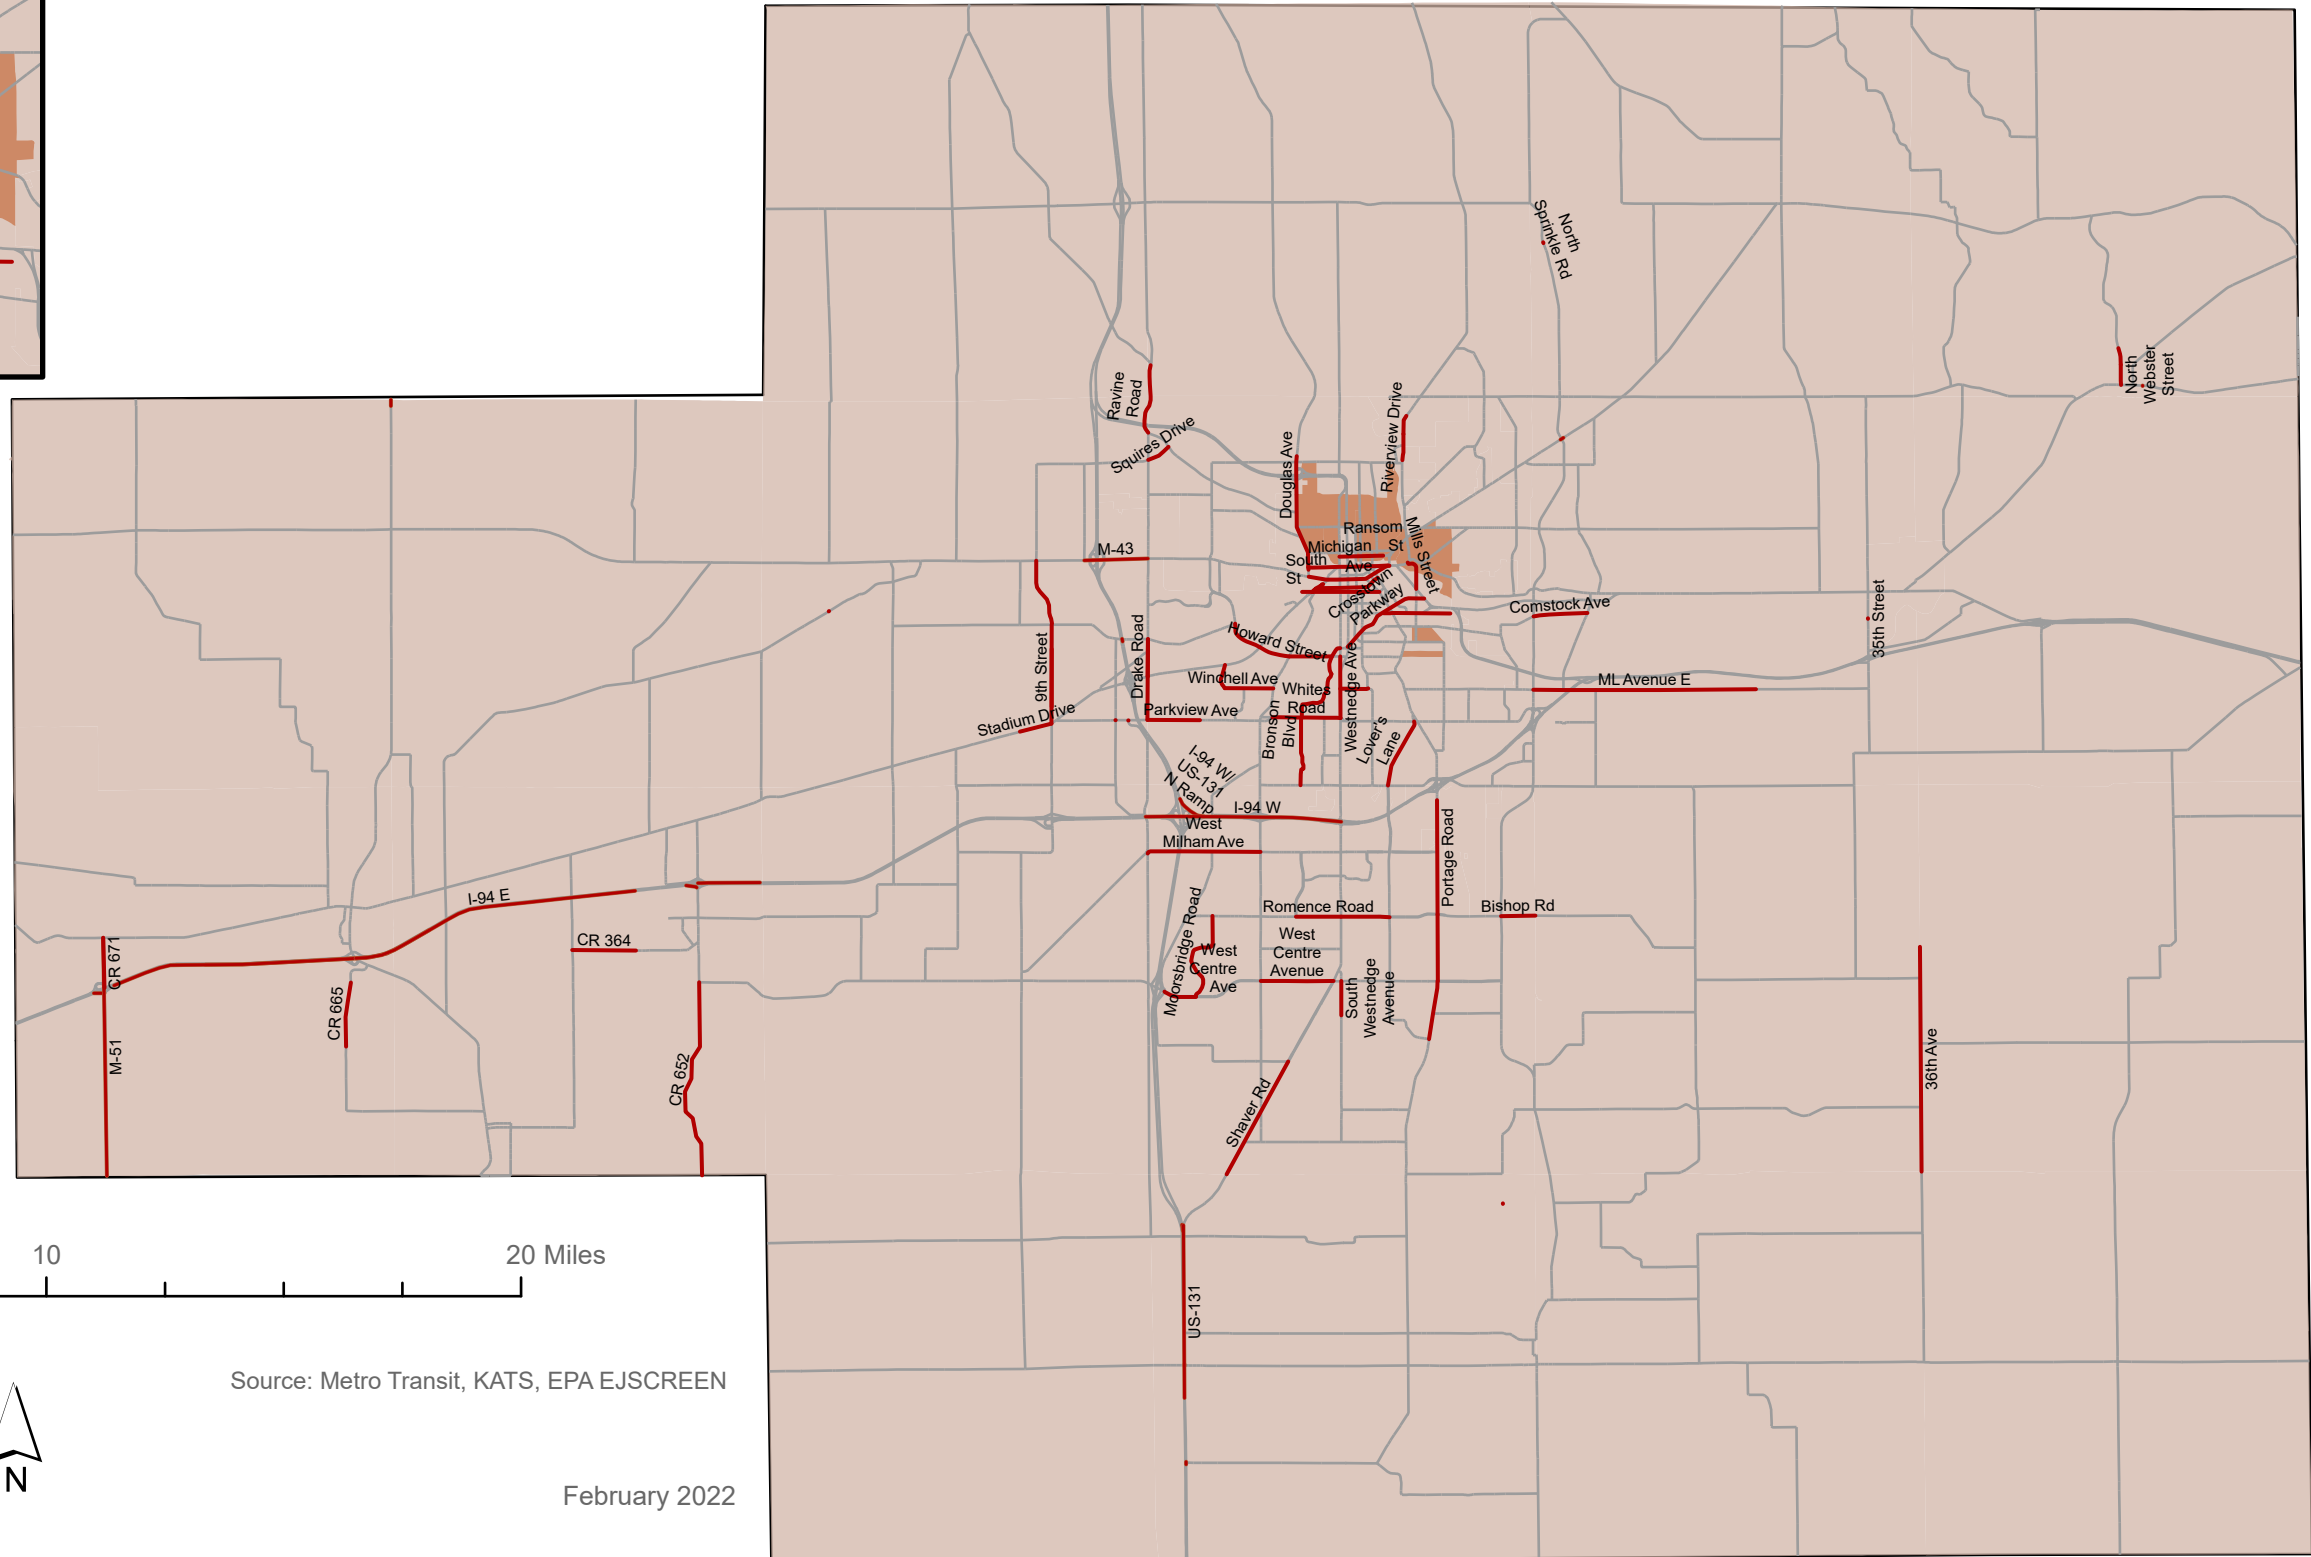 North
Sprinkle Rd
North
Webster
Street
Ravine
Road
Squires Drive
Riverview Drive
Douglas Ave
Ransom
St
Michigan
Ave
Mills Street
South
St
M-43
Crosstown
Parkway
Comstock Ave
35th Street
Howard Street
9th Street
Drake Road
Winchell Ave
Whites
Road
Westnedge Ave
ML Avenue E
Parkview Ave
Stadium Drive
Bronson
Blvd
Lover's
Lane
I-94 W/
US-131
N Ramp
I-94 W
West
Milham Ave
Portage Road
I-94 E
Romence Road
Bishop Rd
Moorsbridge Road
CR 364
CR 671
West
Centre
Ave
West
Centre
Avenue
South
Westnedge
Avenue
CR 665
M-51
CR 652
36th Ave
Shaver Rd
US-131
10
20 Miles
Source: Metro Transit, KATS, EPA EJSCREEN
N
February 2022